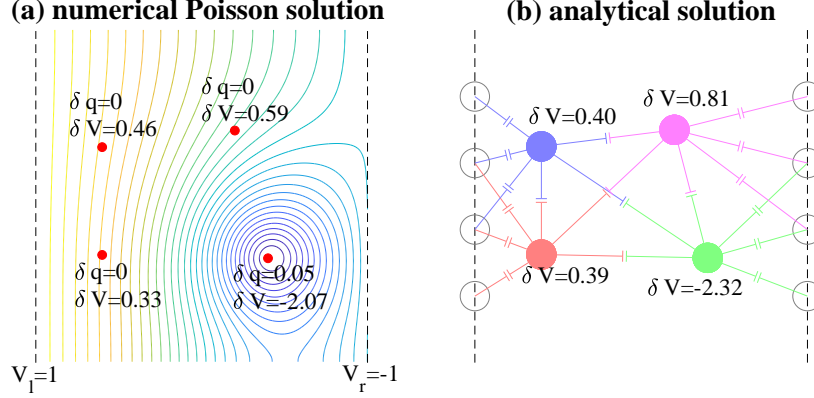 (a) numerical Poisson solution
δ q=0
δ V=0.46
δ q=0
δ V=0.59
δ q=0
δ V=0.33
δ q=0.05
δ V=-2.07
V_l=1
V_r=-1
(b) analytical solution
δ V=0.40
δ V=0.81
δ V=0.39
δ V=-2.32